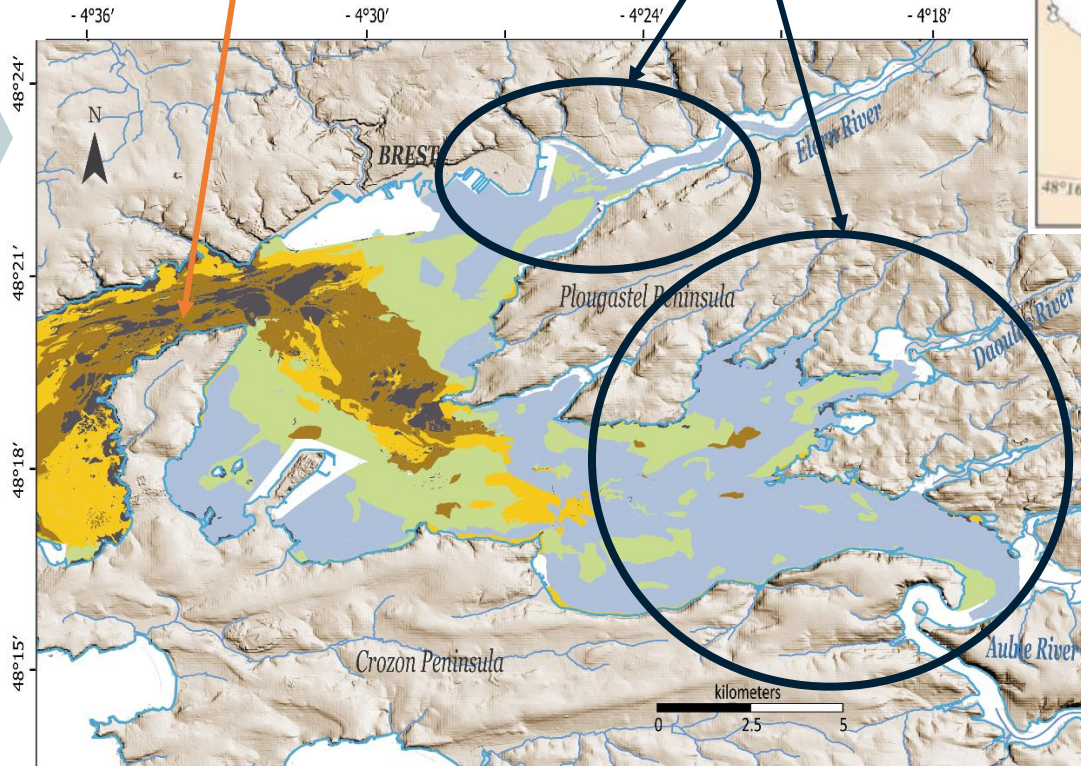 - 4°36′
- 4°30′
- 4°24′
- 4°18′
8
48°24′
N
BREST
Elorn River
48°16
48°21′
Plougastel Peninsula
Daoulas River
48°18′
48°15′
Crozon Peninsula
Aulne River
kilometers
0 2.5 5